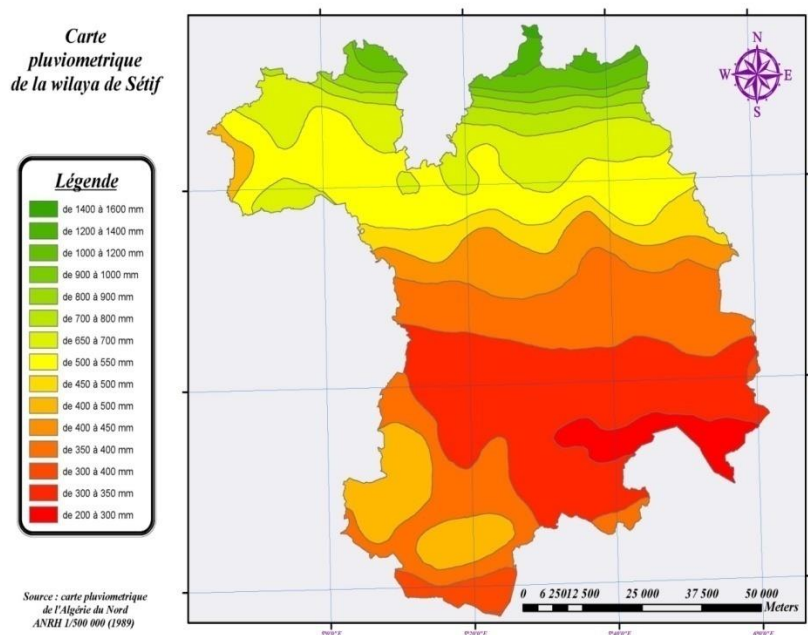 Carte
pluviometrique
de la wilaya de Sétif
N
W E
S
Légende
de 1400 à 1600 mm
de 1200 à 1400 mm
de 1000 à 1200 mm
de 900 à 1000 mm
de 800 à 900 mm
de 700 à 800 mm
de 650 à 700 mm
de 500 à 550 mm
de 450 à 500 mm
de 400 à 500 mm
de 400 à 450 mm
de 350 à 400 mm
de 300 à 400 mm
de 300 à 350 mm
de 200 à 300 mm
Source : carte pluviometrique
de l'Algérie du Nord
ANRH 1/500 000 (1989)
0 6 250 12 500 25 000 37 500 50 000
Meters